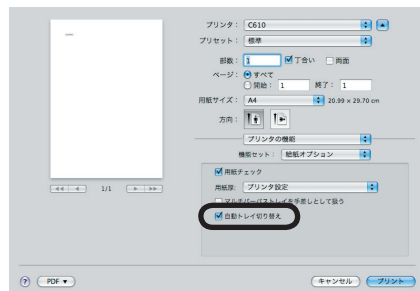 プリンタ： C610
プリセット： 標準
部数： 1 丁合い 両面
ページ： すべて
開始： 1 終了： 1
用紙サイズ： A4 20.99 x 29.70 cm
方向：
プリンタの機能
機能セット： 給紙オプション
用紙チェック
用紙厚： プリンタ設定
マルチパーパストレイを手差しとして扱う
自動トレイ切り替え
1/1
? PDF▼ キャンセル プリント